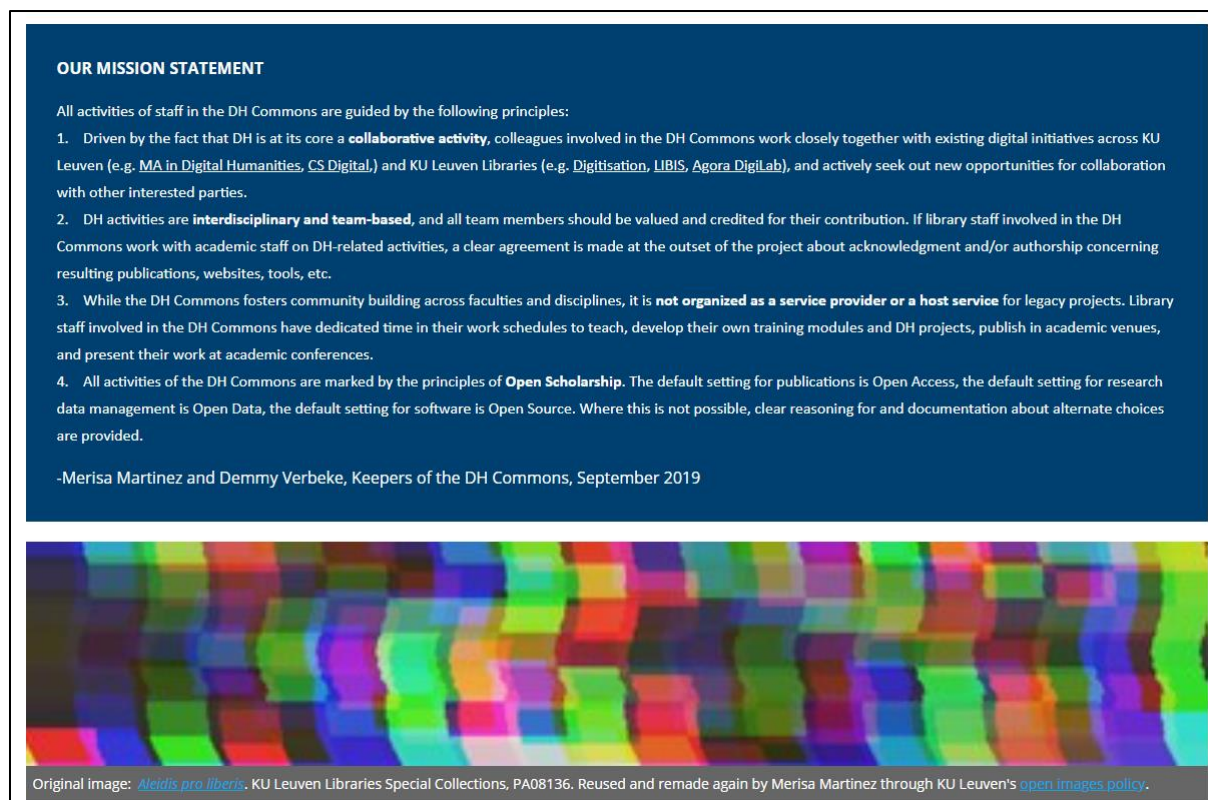 OUR MISSION STATEMENT
All activities of staff in the DH Commons are guided by the following principles:
1. Driven by the fact that DH is at its core a collaborative activity, colleagues involved in the DH Commons work closely together with existing digital initiatives across KU
Leuven (e.g. MA in Digital Humanities, CS Digital,) and KU Leuven Libraries (e.g. Digitisation, LIBIS, Agora DigiLab), and actively seek out new opportunities for collaboration
with other interested parties.
2. DH activities are interdisciplinary and team-based, and all team members should be valued and credited for their contribution. If library staff involved in the DH
Commons work with academic staff on DH-related activities, a clear agreement is made at the outset of the project about acknowledgment and/or authorship concerning
resulting publications, websites, tools, etc.
3. While the DH Commons fosters community building across faculties and disciplines, it is not organized as a service provider or a host service for legacy projects. Library
staff involved in the DH Commons have dedicated time in their work schedules to teach, develop their own training modules and DH projects, publish in academic venues,
and present their work at academic conferences.
4. All activities of the DH Commons are marked by the principles of Open Scholarship. The default setting for publications is Open Access, the default setting for research
data management is Open Data, the default setting for software is Open Source. Where this is not possible, clear reasoning for and documentation about alternate choices
are provided.
-Merisa Martinez and Demmy Verbeke, Keepers of the DH Commons, September 2019
Original image: Aleidis pro liberis. KU Leuven Libraries Special Collections, PA08136. Reused and remade again by Merisa Martinez through KU Leuven's open images policy.